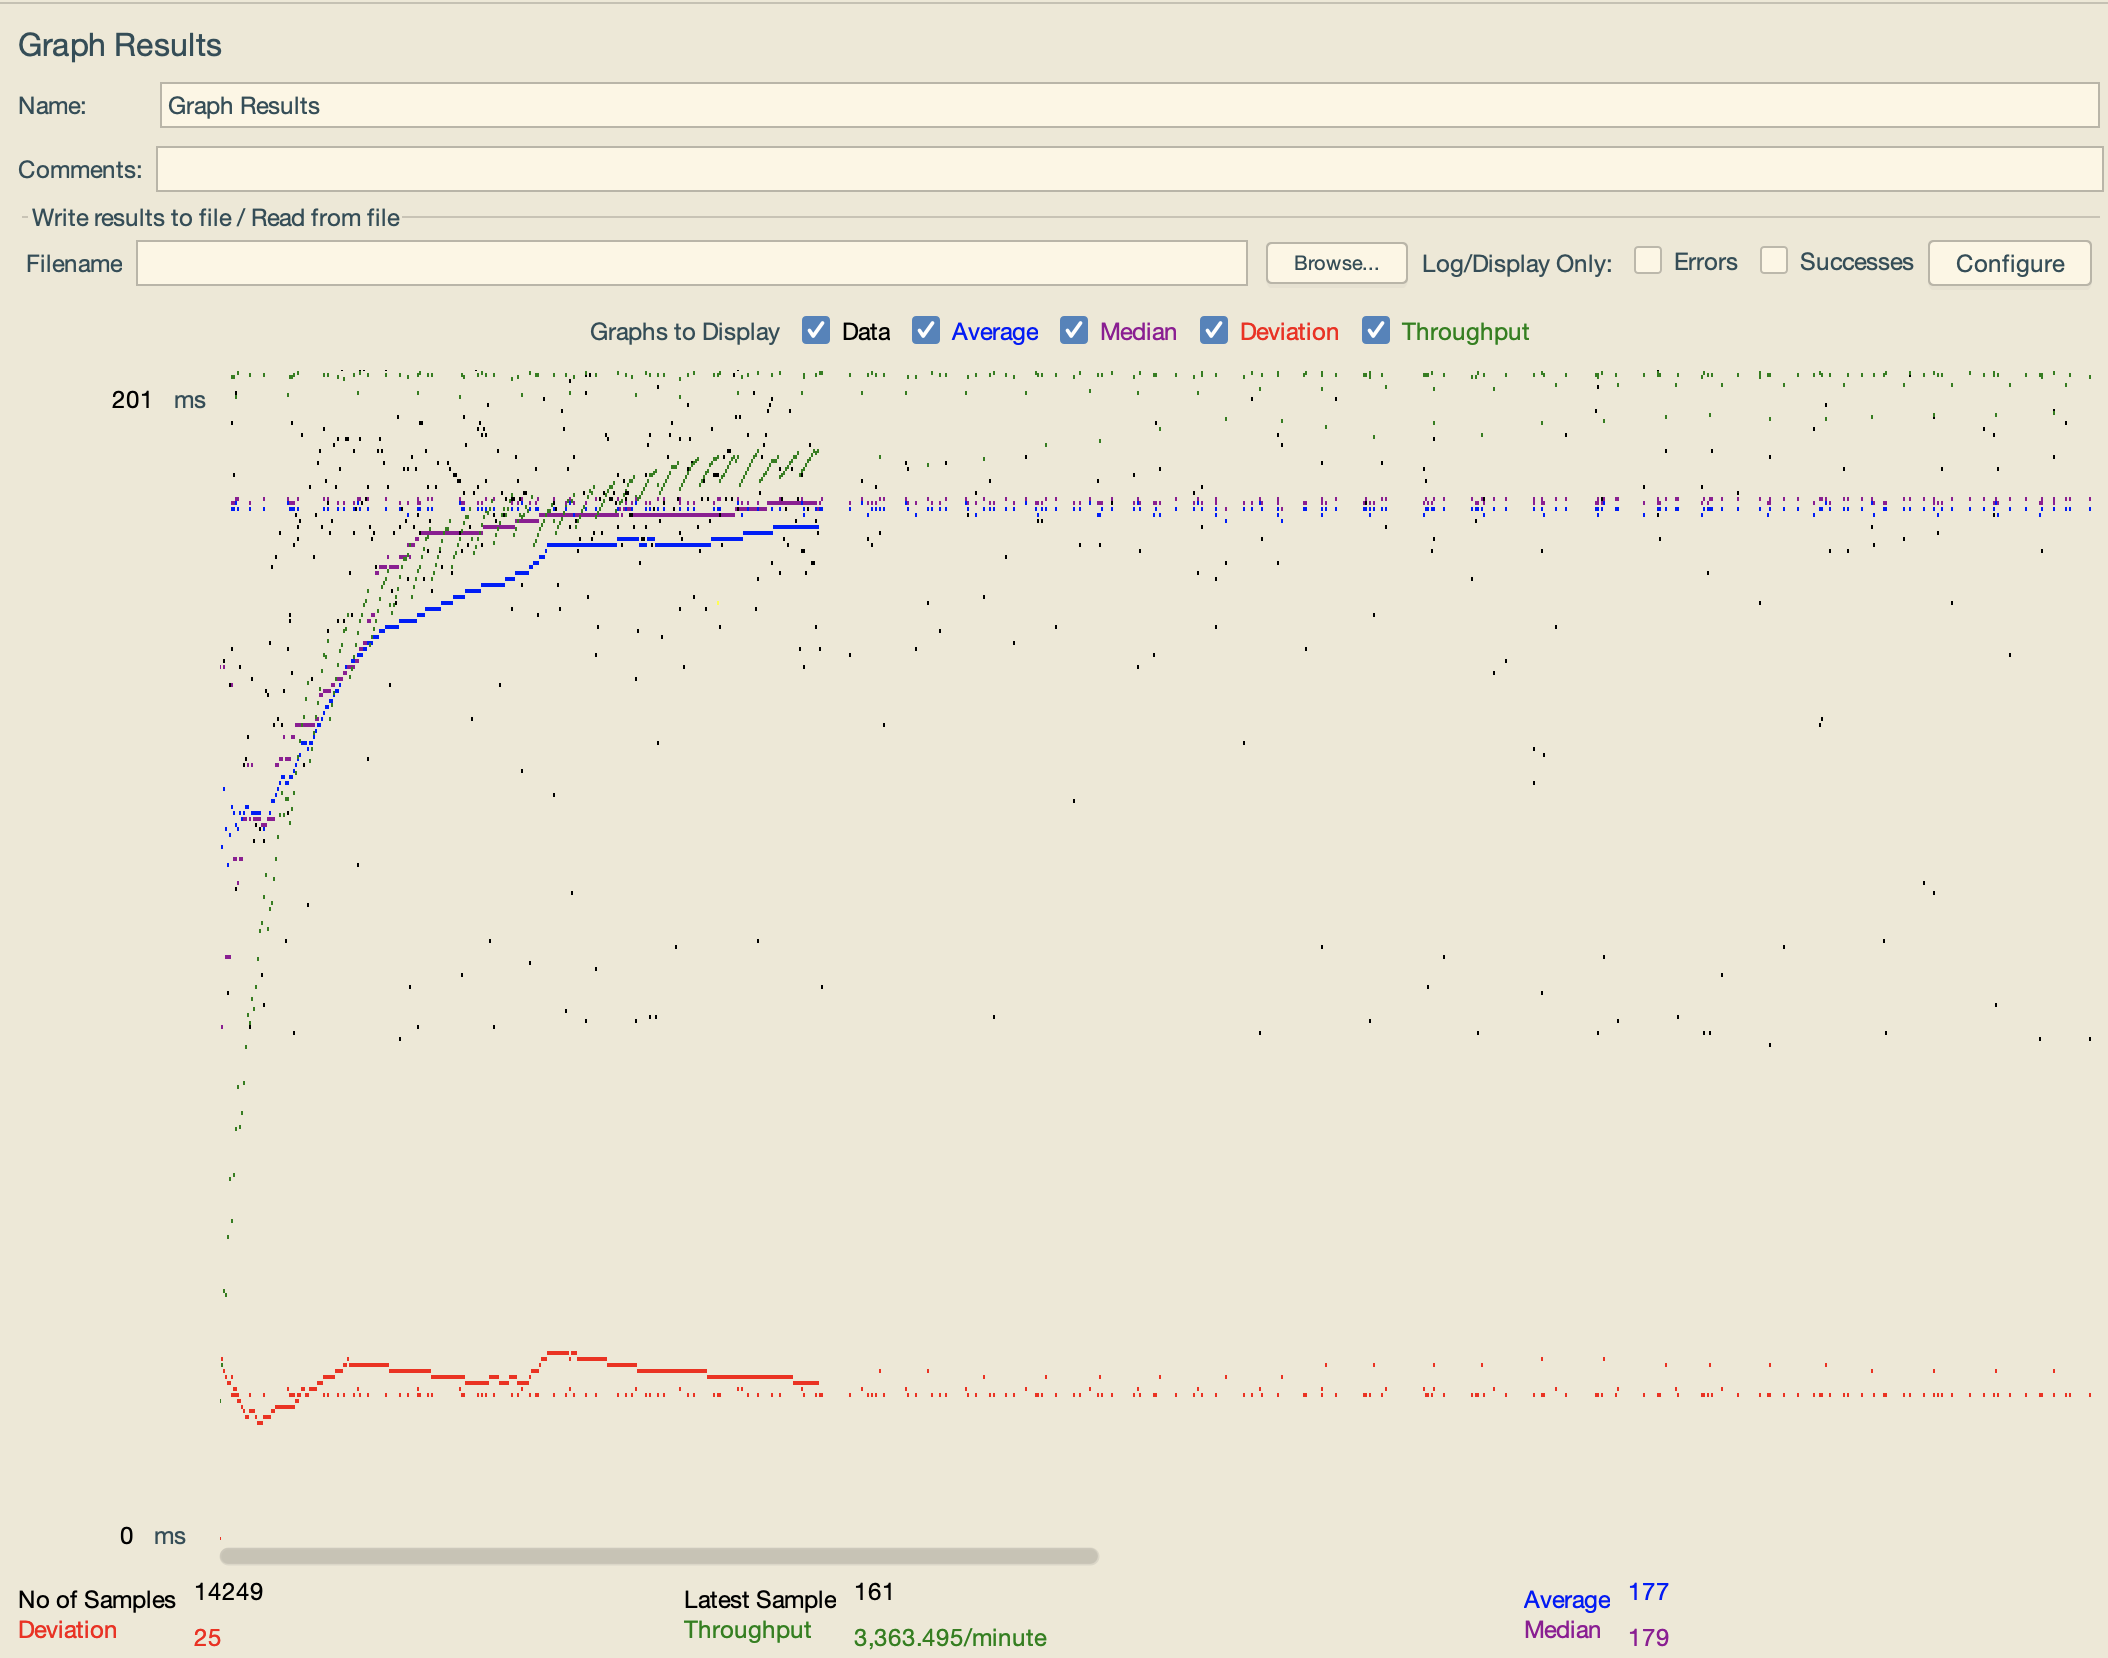 Graph Results
Name: Graph Results
Comments:
Write results to file / Read from file
Filename Browse... Log/Display Only: Errors Successes Configure
Graphs to Display Data Average Median Deviation Throughput
201 ms
0 ms
No of Samples 14249 Latest Sample 161 Average 177
Deviation 25 Throughput 3,363.495/minute Median 179